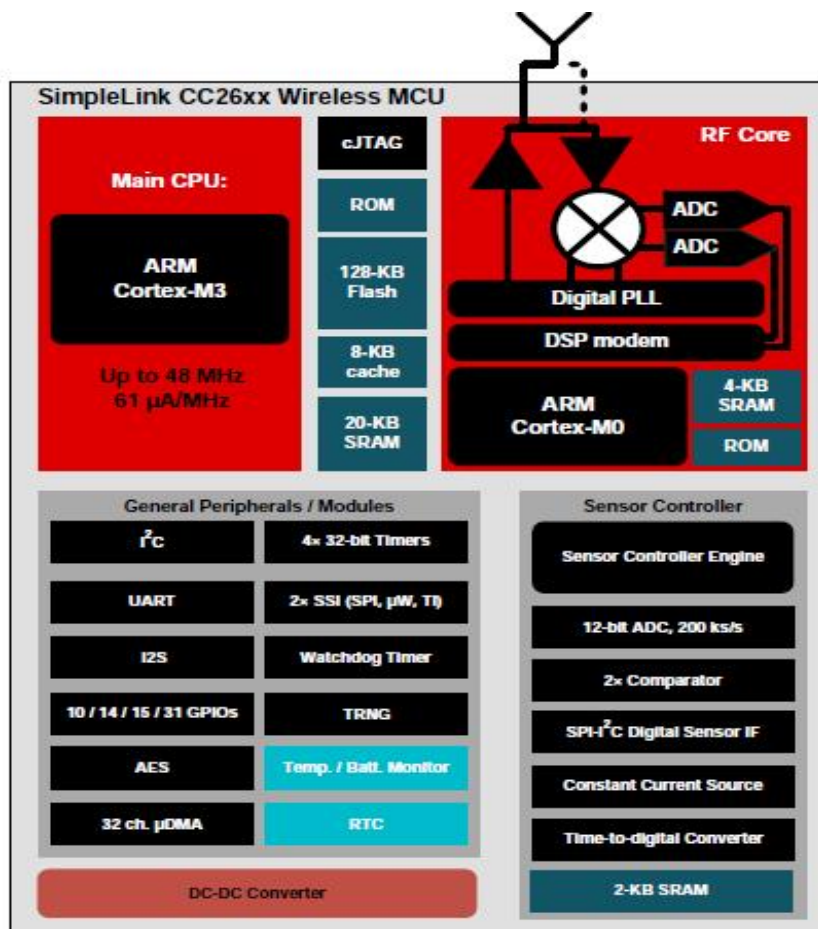 SimpleLink CC26xx Wireless MCU
Main CPU:
ARM
Cortex-M3
Up to 48 MHz
61 µA/MHz
cJTAG
ROM
128-KB
Flash
8-KB
cache
20-KB
SRAM
RF Core
ADC
ADC
Digital PLL
DSP modem
ARM
Cortex-M0
4-KB
SRAM
ROM
General Peripherals / Modules
I²C
4× 32-bit Timers
UART
2× SSI (SPI, µW, TI)
I2S
Watchdog Timer
10 / 14 / 15 / 31 GPIOs
TRNG
AES
Temp. / Batt. Monitor
32 ch. µDMA
RTC
Sensor Controller
Sensor Controller Engine
12-bit ADC, 200 ks/s
2× Comparator
SPI-I²C Digital Sensor IF
Constant Current Source
Time-to-digital Converter
2-KB SRAM
DC-DC Converter